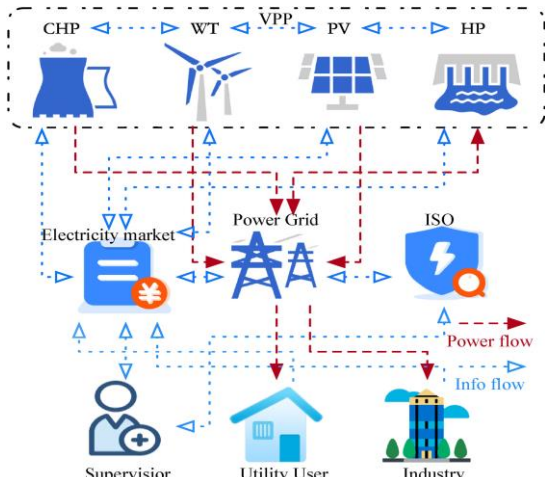 VPP
CHP WT PV HP
Electricity market Power Grid ISO
¥
Power flow
Info flow
Supervisior Utility User Industry